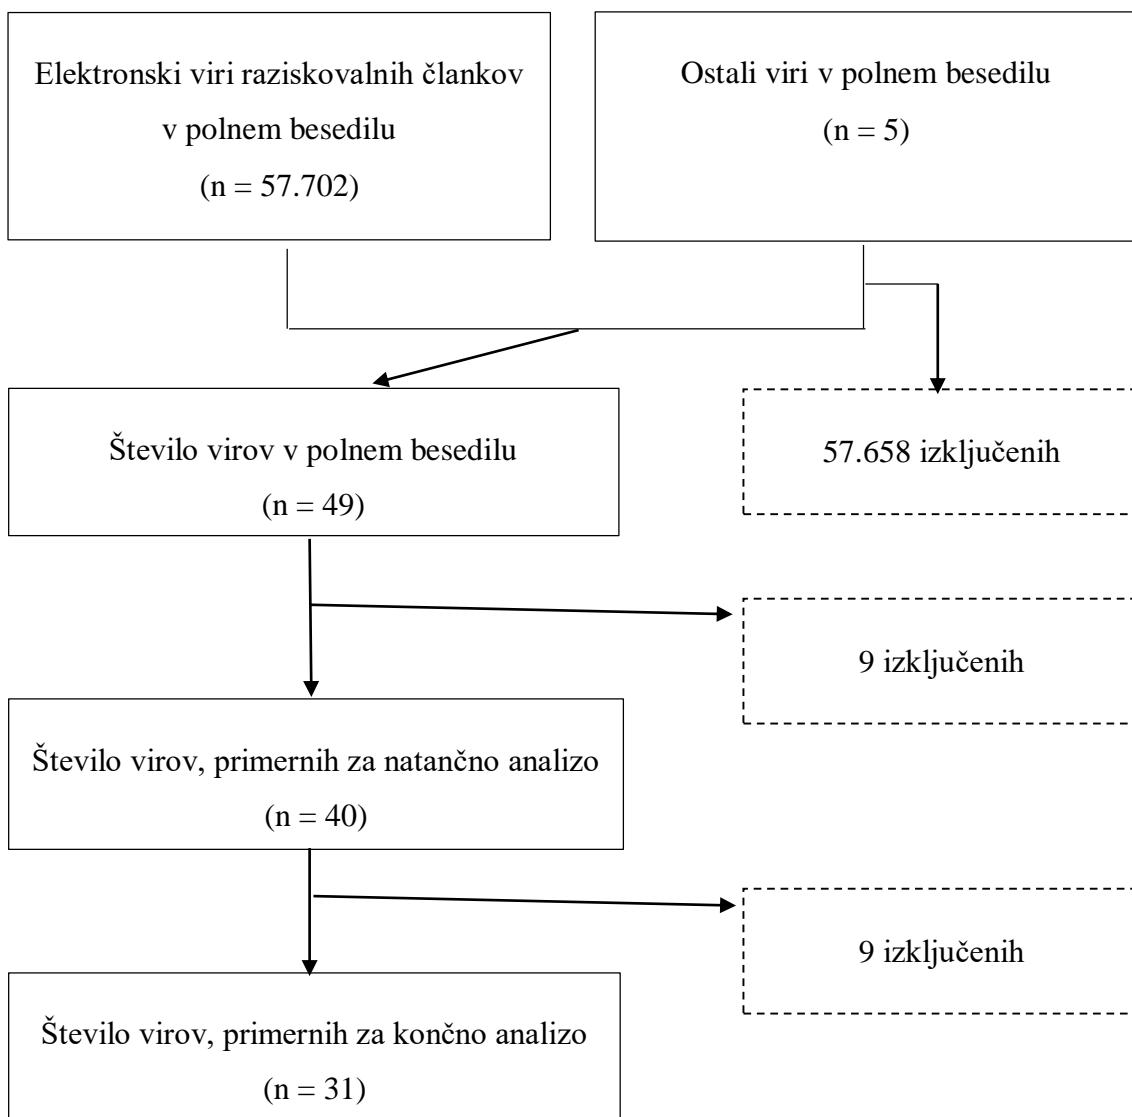 Elektronski viri raziskovalnih člankov
v polnem besedilu
(n = 57.702)
Ostali viri v polnem besedilu
(n = 5)
Število virov v polnem besedilu
(n = 49)
57.658 izključenih
9 izključenih
Število virov, primernih za natančno analizo
(n = 40)
9 izključenih
Število virov, primernih za končno analizo
(n = 31)